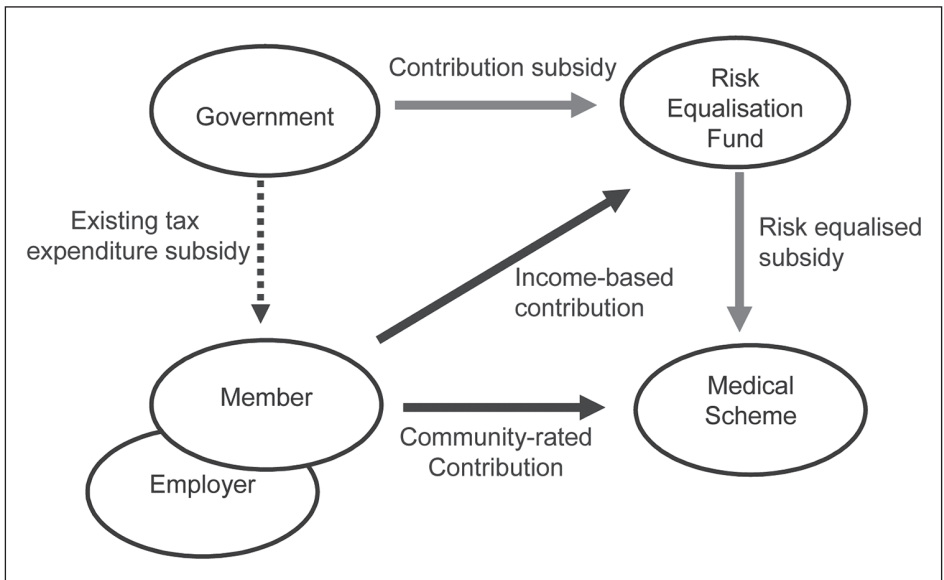 Government
Contribution subsidy
Risk
Equalisation
Fund
Existing tax
expenditure subsidy
Income-based
contribution
Risk equalised
subsidy
Member
Employer
Community-rated
Contribution
Medical
Scheme